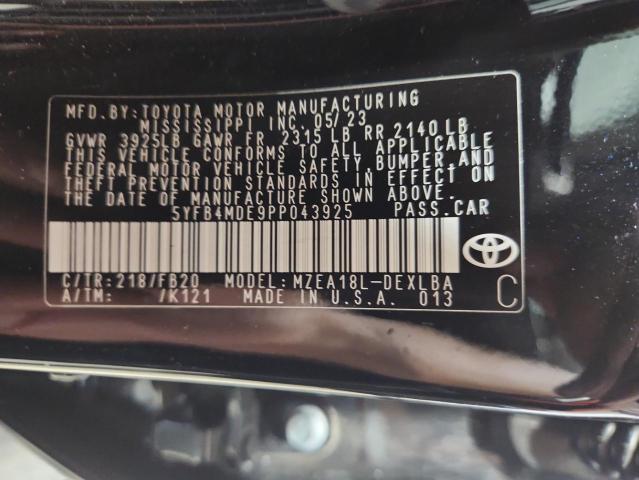 MFD.BY:TOYOTA MOTOR MANUFACTURING
MISSISSIPPI, INC. 05/23
GVWR 3925LB GAWR FR 2315 LB RR 2140 LB
THIS VEHICLE CONFORMS TO ALL APPLICABLE
FEDERAL MOTOR VEHICLE SAFETY, BUMPER, AND
THEFT PREVENTION STANDARDS IN EFFECT ON
THE DATE OF MANUFACTURE SHOWN ABOVE.
5YFB4MDE9PP043925 PASS.CAR
C/TR:218/FB20 MODEL:MZEA18L-DEXLBA
A/TM: /K121 MADE IN U.S.A. 013
C